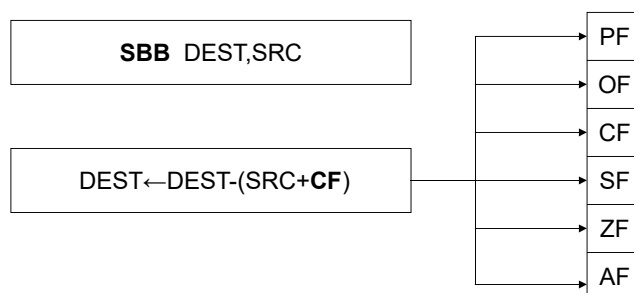 SBB DEST,SRC
DEST←DEST-(SRC+CF)
PF
OF
CF
SF
ZF
AF